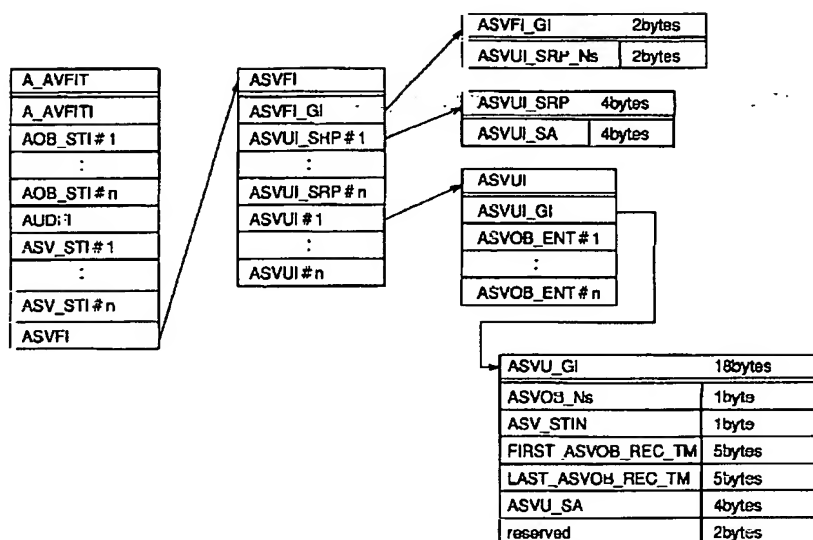 A_AVFIT
A_AVFITI
AOB_STI#1
:
AOB_STI#n
ASV_STI#1
:
ASV_STI#n
ASVFI
ASVFI
ASVFI_GI
ASVUI_SRP#1
:
ASVUI_SRP#n
ASVUI#1
:
ASVUI#n
ASVFI_GI 2bytes
ASVUI_SRP_Ns 2bytes
ASVUI_SRP 4bytes
ASVUI_SA 4bytes
ASVUI
ASVUI_GI
ASVOB_ENT#1
:
ASVOB_ENT#n
ASVU_GI 18bytes
ASVOB_Ns 1byte
ASV_STIN 1byte
FIRST_ASVOB_REC_TM 5bytes
LAST_ASVOB_REC_TM 5bytes
ASVU_SA 4bytes
reserved 2bytes